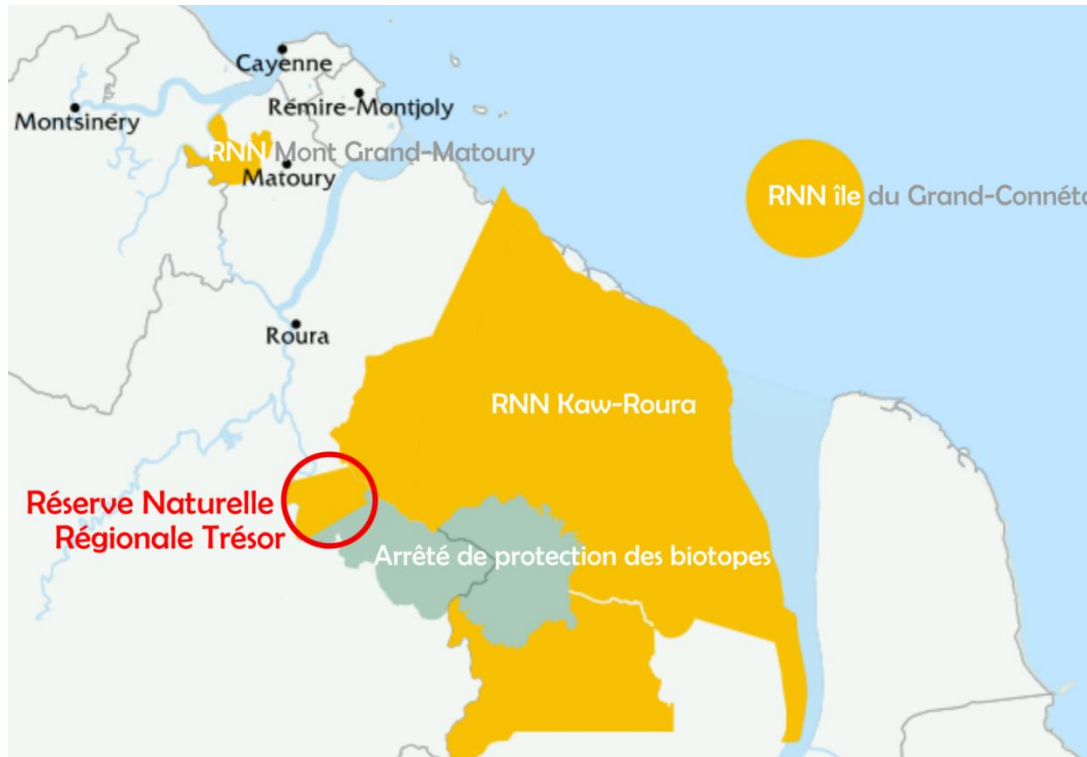 Cayenne
Rémire-Montjoly
Montsinéry
RNN Mont Grand-Matoury
Matoury
RNN île du Grand-Connéta
Roura
RNN Kaw-Roura
Réserve Naturelle
Régionale Trésor
Arrêté de protection des biotopes